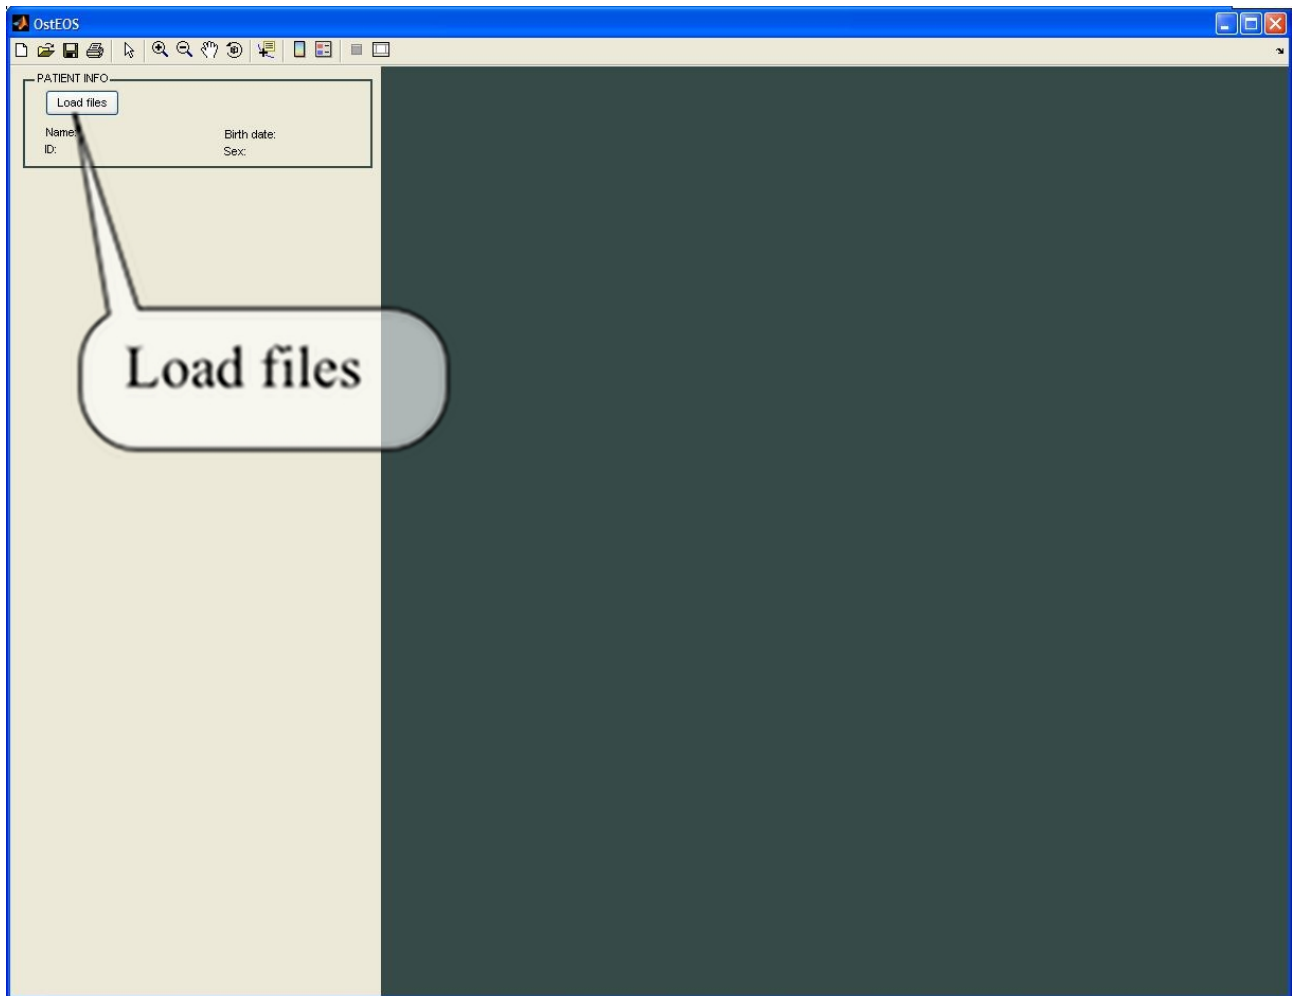 OstEOS
PATIENT INFO
Load files
Name:
Birth date:
ID:
Sex:
Load files